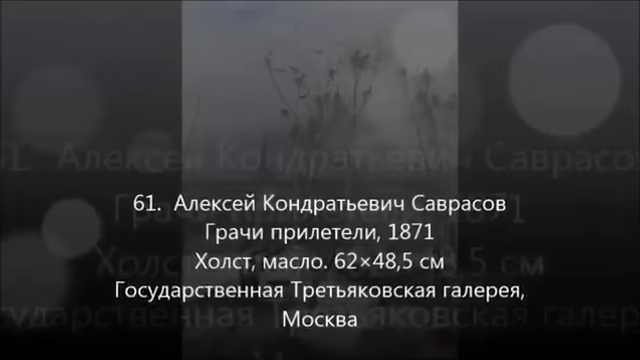 61. Алексей Кондратьевич Саврасов
Грачи прилетели, 1871
Холст, масло. 62×48,5 см
Государственная Третьяковская галерея,
Москва